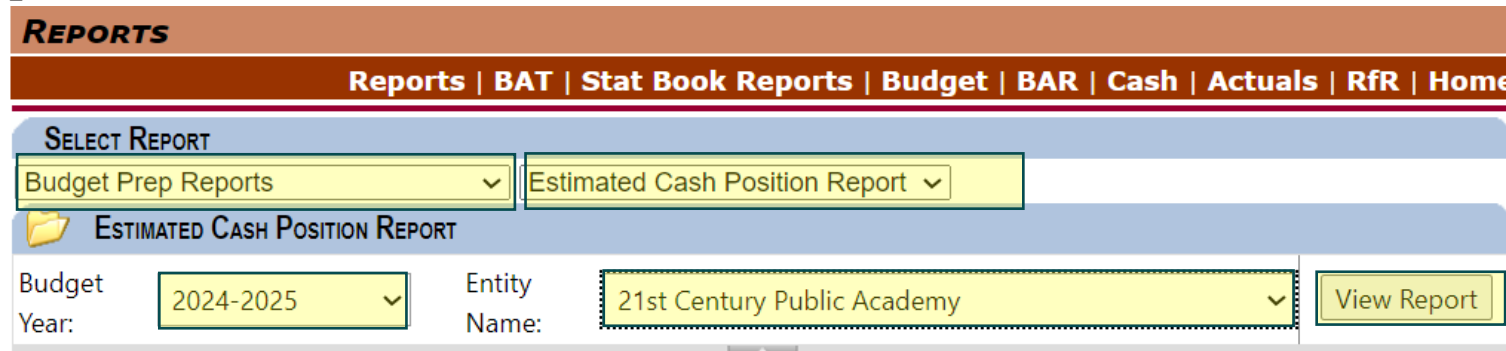 REPORTS
Reports | BAT | Stat Book Reports | Budget | BAR | Cash | Actuals | RfR | Home
SELECT REPORT
Budget Prep Reports Estimated Cash Position Report
ESTIMATED CASH POSITION REPORT
Budget Year: 2024-2025 Entity Name: 21st Century Public Academy View Report